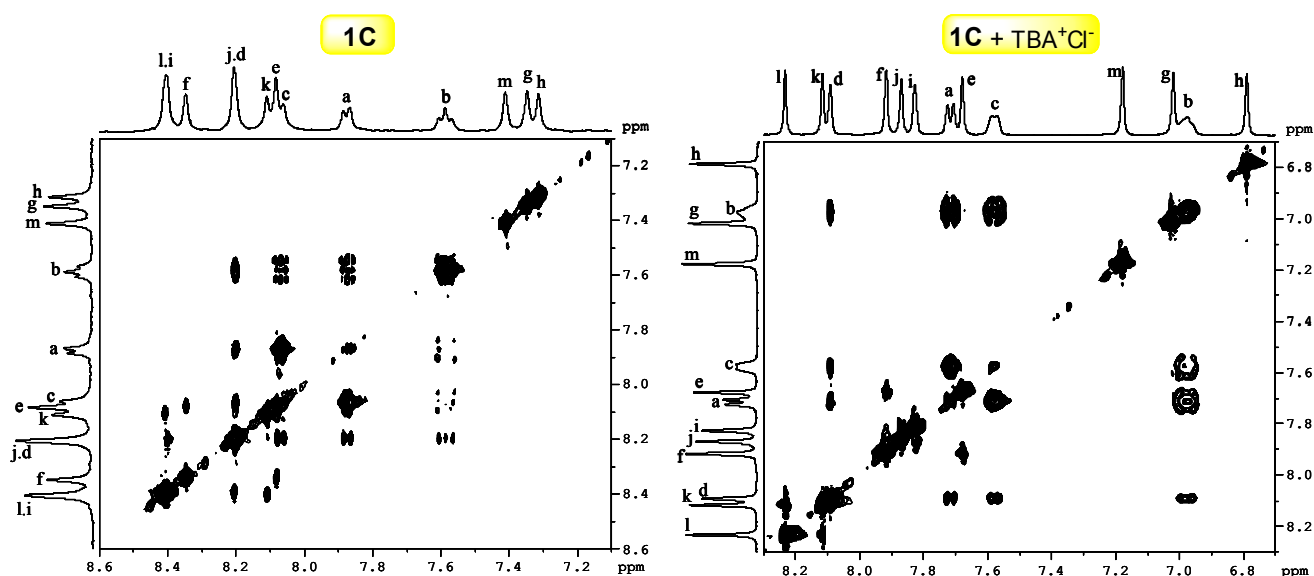 1C
l.i f j.d k e c a b m g h
ppm
h
g
m
b
a
c
e
k
j.d
f
l.i
7.2
7.4
7.6
7.8
8.0
8.2
8.4
8.6
8.6 8.4 8.2 8.0 7.8 7.6 7.4 7.2 ppm
1C + TBA+Cl-
l k d f j i a e c m g b h
ppm
h
b
g
m
c
e
a
i
j
f
d
k
l
6.8
7.0
7.2
7.4
7.6
7.8
8.0
8.2
8.2 8.0 7.8 7.6 7.4 7.2 7.0 6.8 ppm